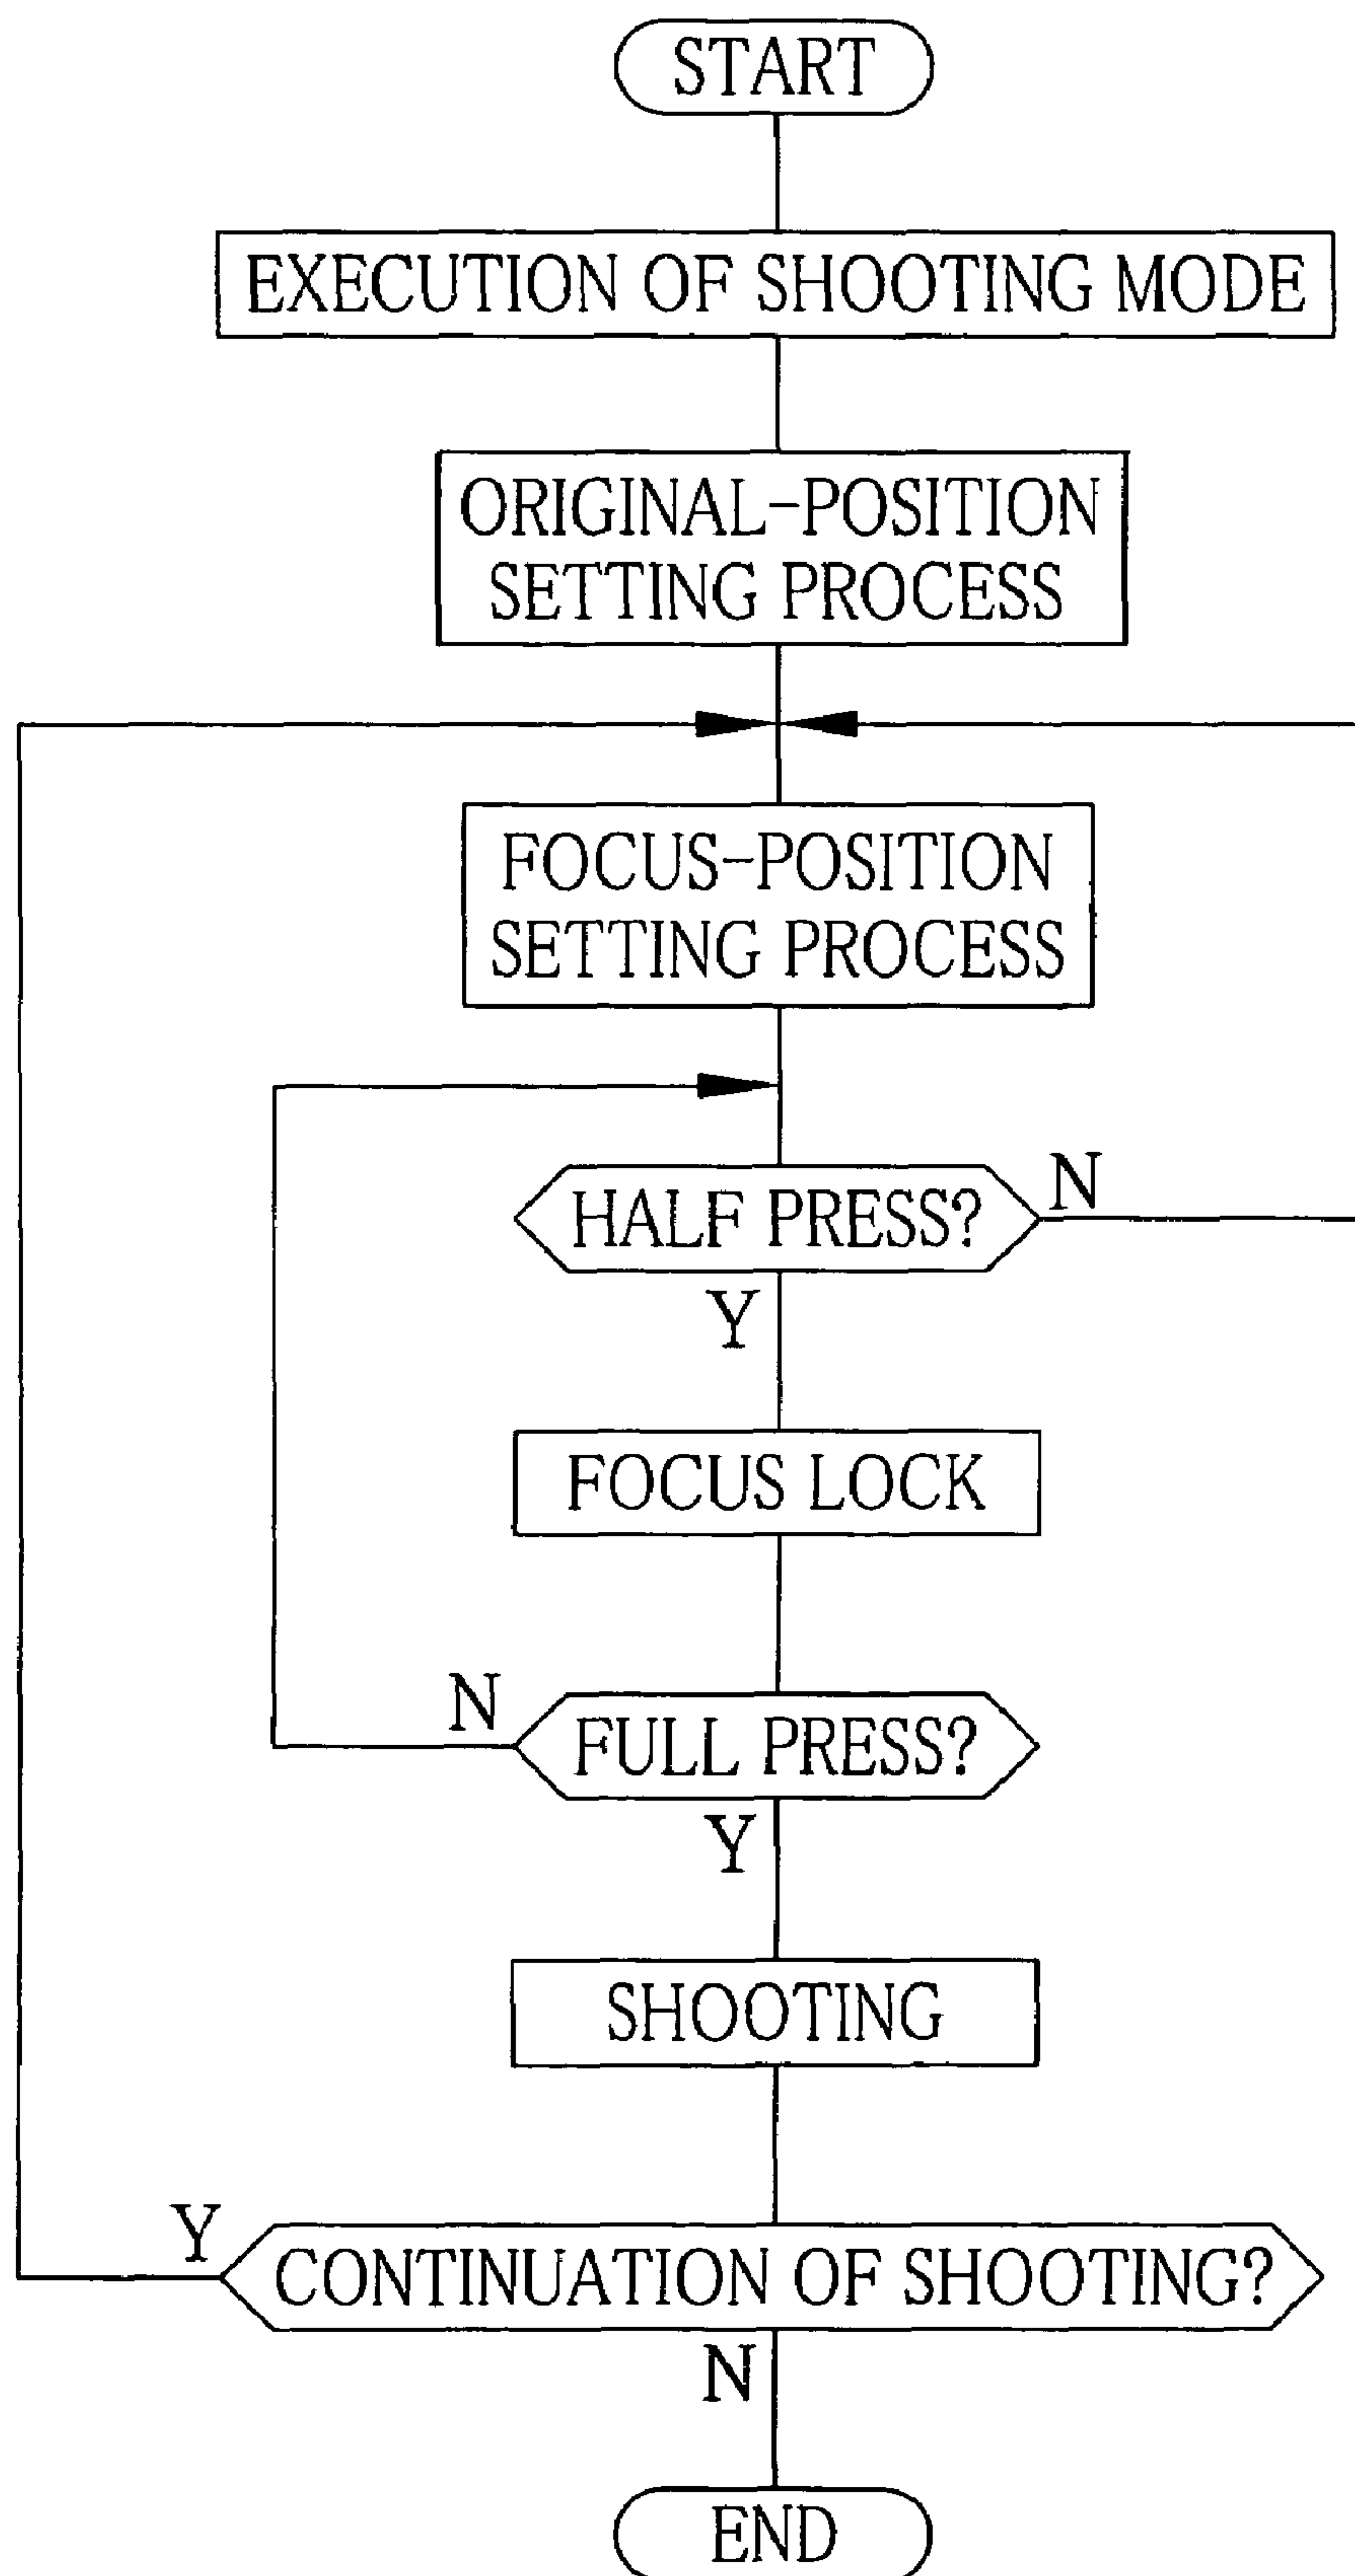 START
EXECUTION OF SHOOTING MODE
ORIGINAL-POSITION
SETTING PROCESS
FOCUS-POSITION
SETTING PROCESS
HALF PRESS?
N
Y
FOCUS LOCK
N
FULL PRESS?
Y
SHOOTING
Y
CONTINUATION OF SHOOTING?
N
END